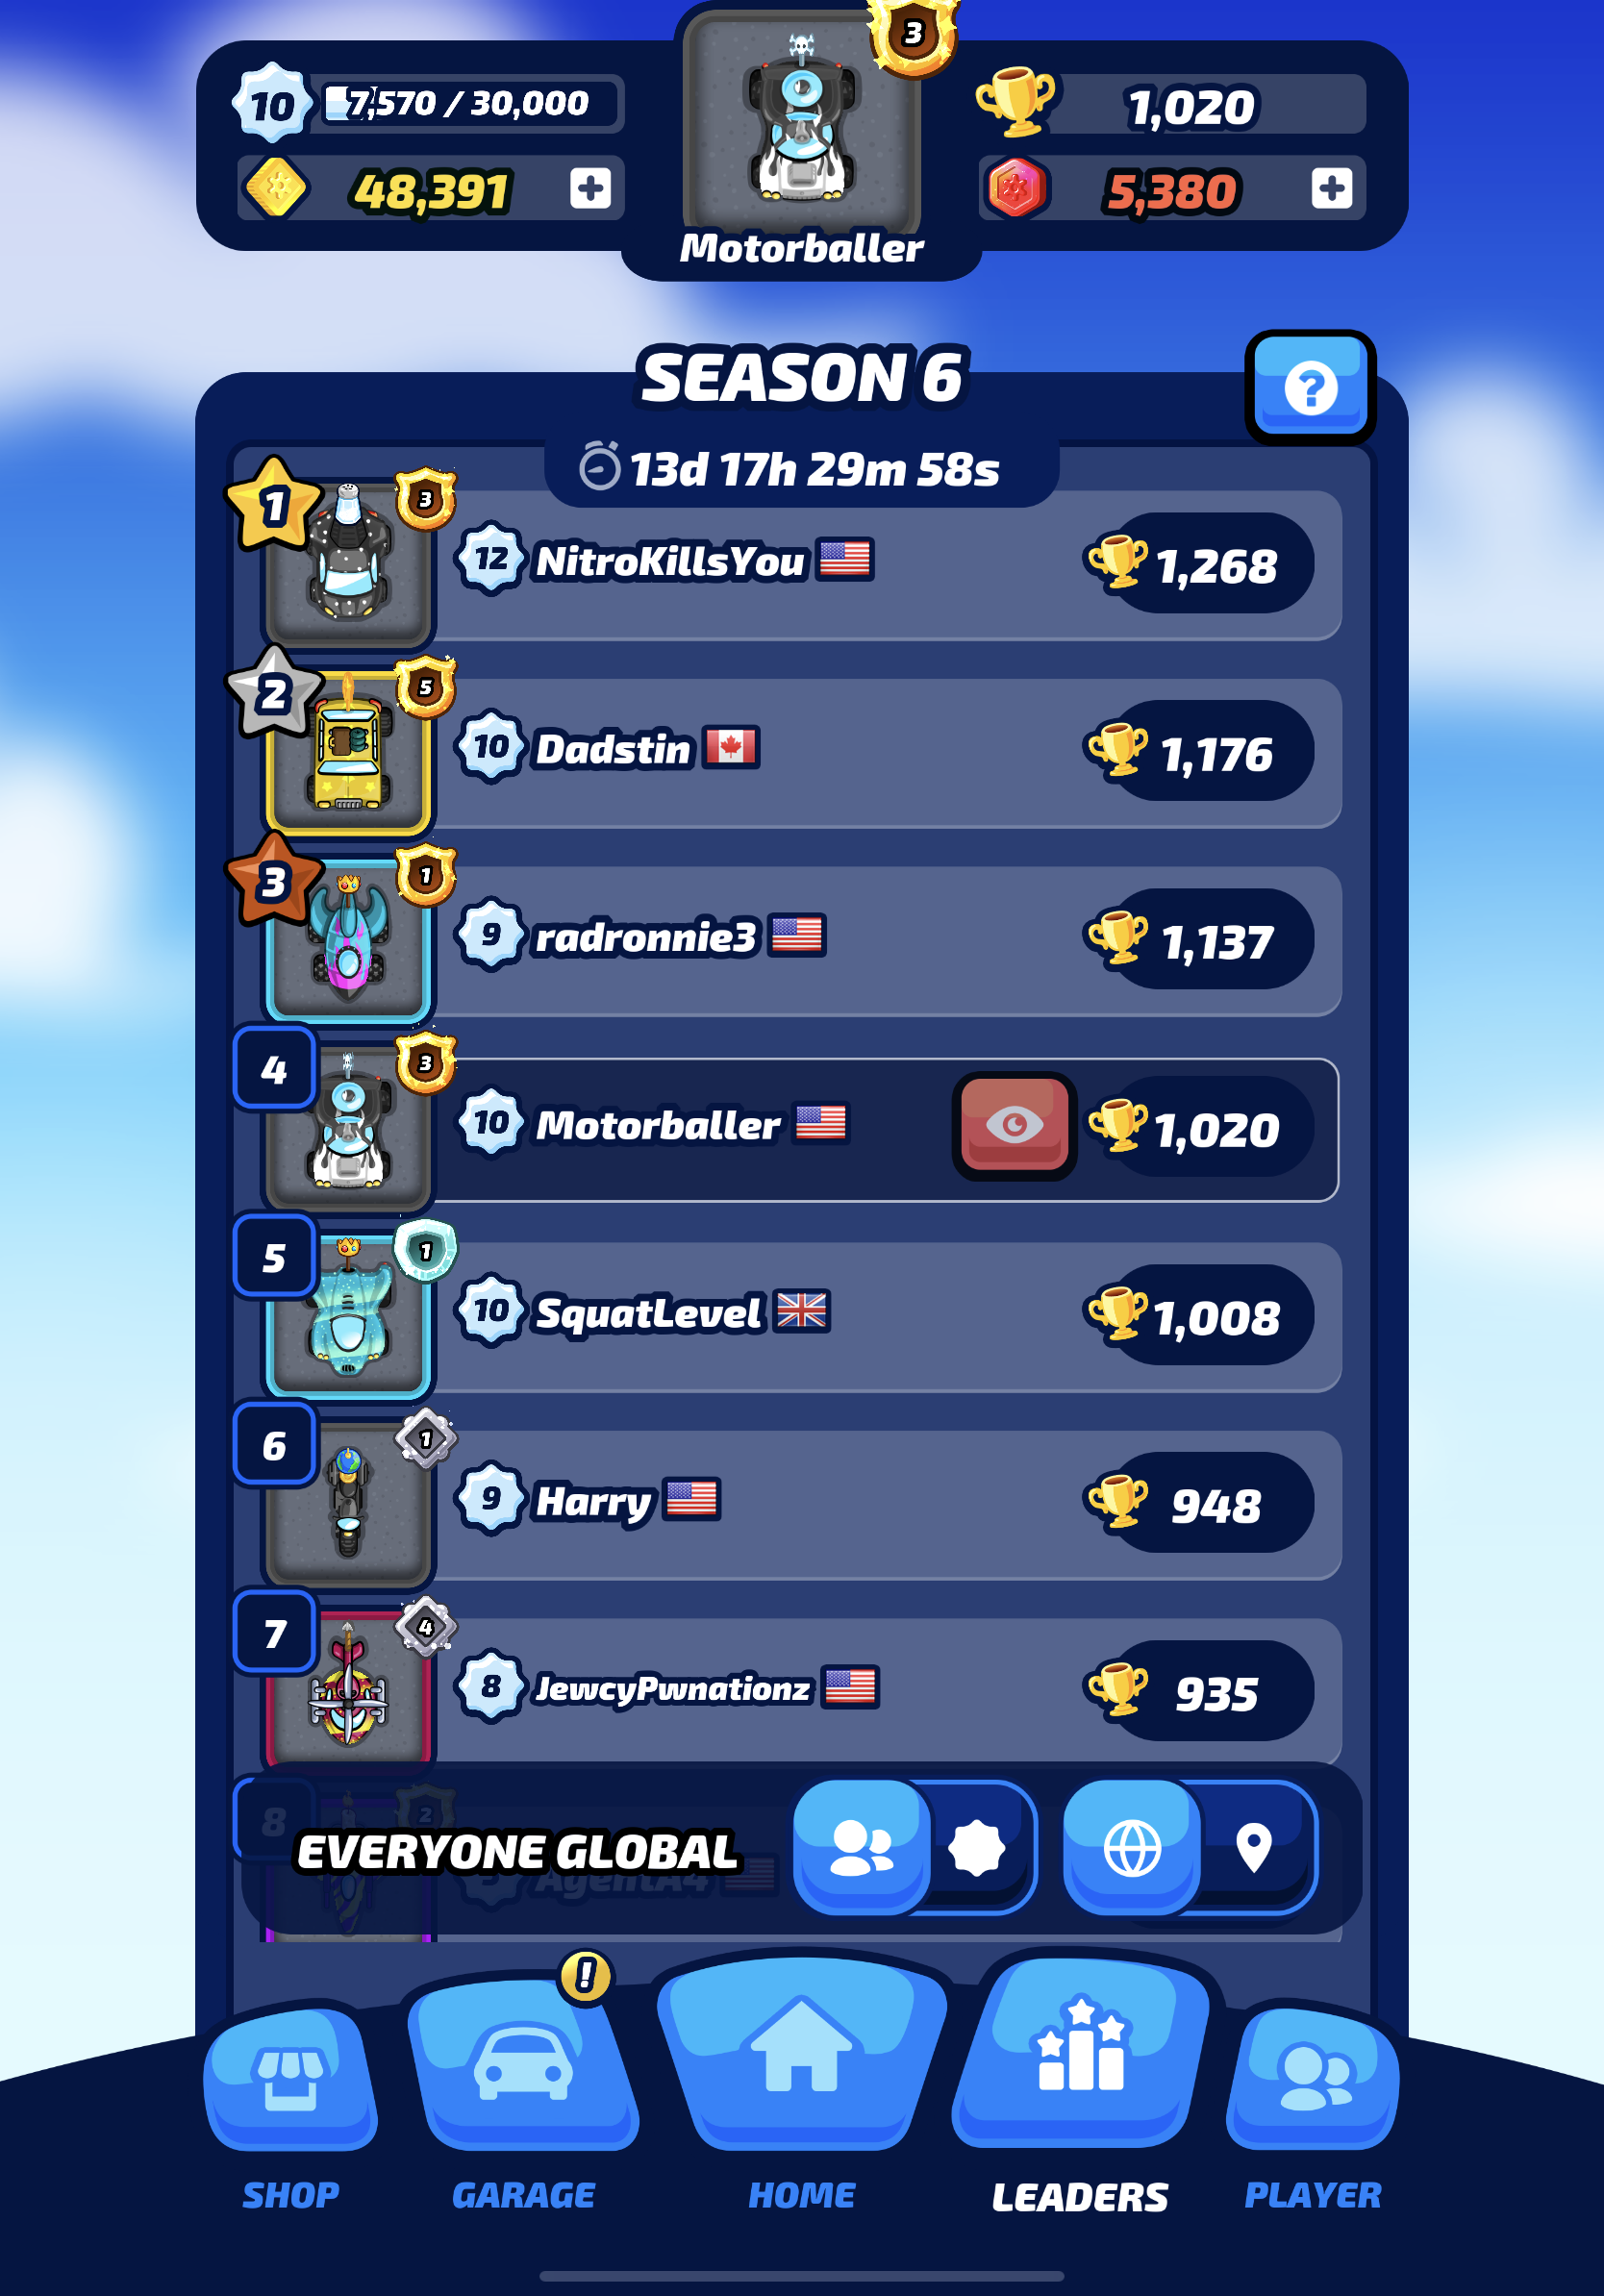 10 7,570 / 30,000
48,391
3
Motorballer
1,020
5,380
SEASON 6
13d 17h 29m 58s
1 3 12 NitroKillsYou 1,268
2 5 10 Dadstin 1,176
3 1 9 radronnie3 1,137
4 3 10 Motorballer 1,020
5 1 10 SquatLevel 1,008
6 1 9 Harry 948
7 4 8 JewcyPwnationz 935
8 2
AgentA4
EVERYONE GLOBAL
SHOP GARAGE HOME LEADERS PLAYER